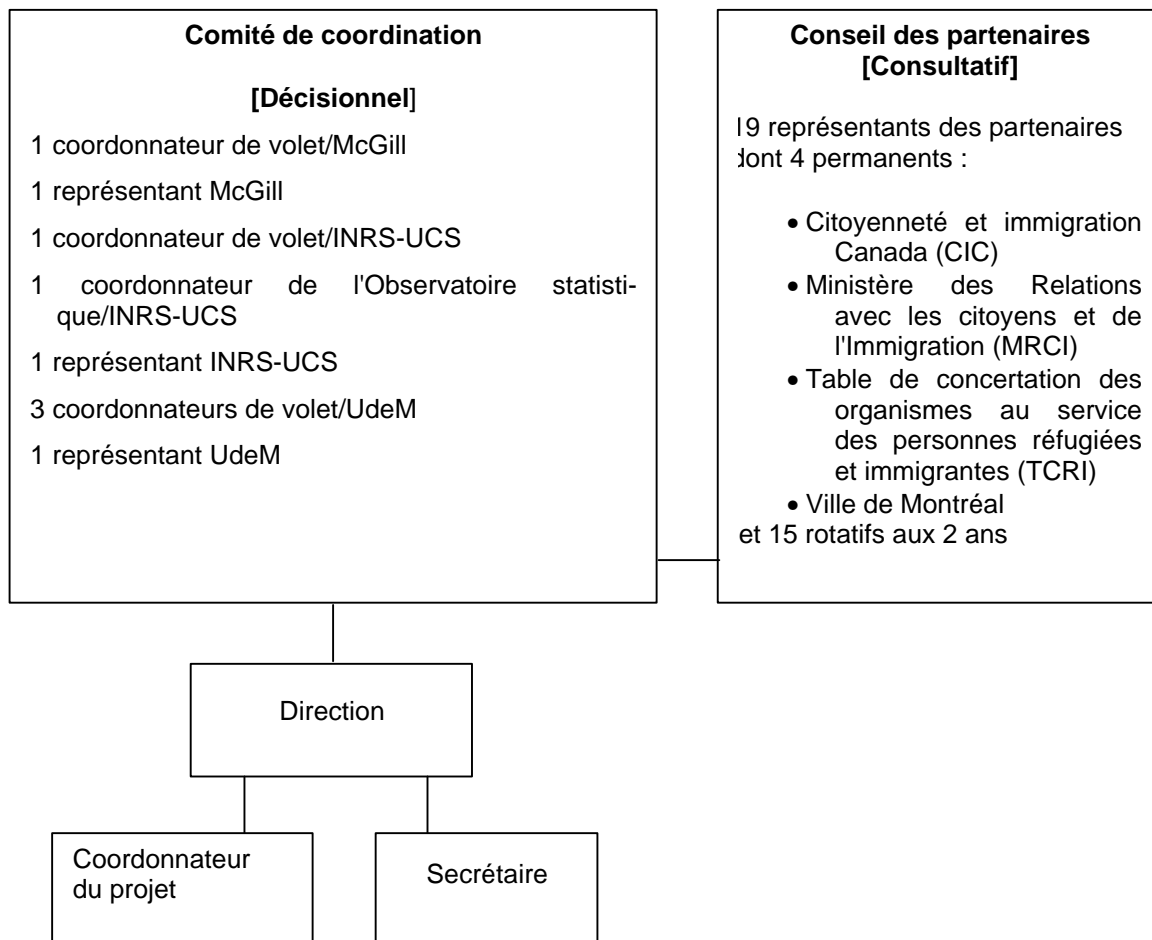 Comité de coordination
[Décisionnel]
1 coordonnateur de volet/McGill
1 représentant McGill
1 coordonnateur de volet/INRS-UCS
1 coordonnateur de l'Observatoire statisti-
que/INRS-UCS
1 représentant INRS-UCS
3 coordonnateurs de volet/UdeM
1 représentant UdeM
Conseil des partenaires
[Consultatif]
19 représentants des partenaires
dont 4 permanents :
• Citoyenneté et immigration
Canada (CIC)
• Ministère des Relations
avec les citoyens et de
l'Immigration (MRCI)
• Table de concertation des
organismes au service
des personnes réfugiées
et immigrantes (TCRI)
• Ville de Montréal
et 15 rotatifs aux 2 ans
Direction
Coordonnateur
du projet
Secrétaire